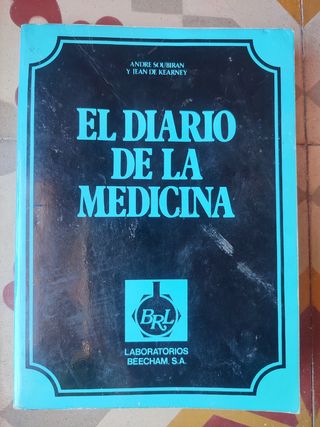 ANDRE SOUBIRAN
Y JEAN DE KEARNEY
EL DIARIO
DE LA
MEDICINA
BRL
LABORATORIOS
BEECHAM, S.A.